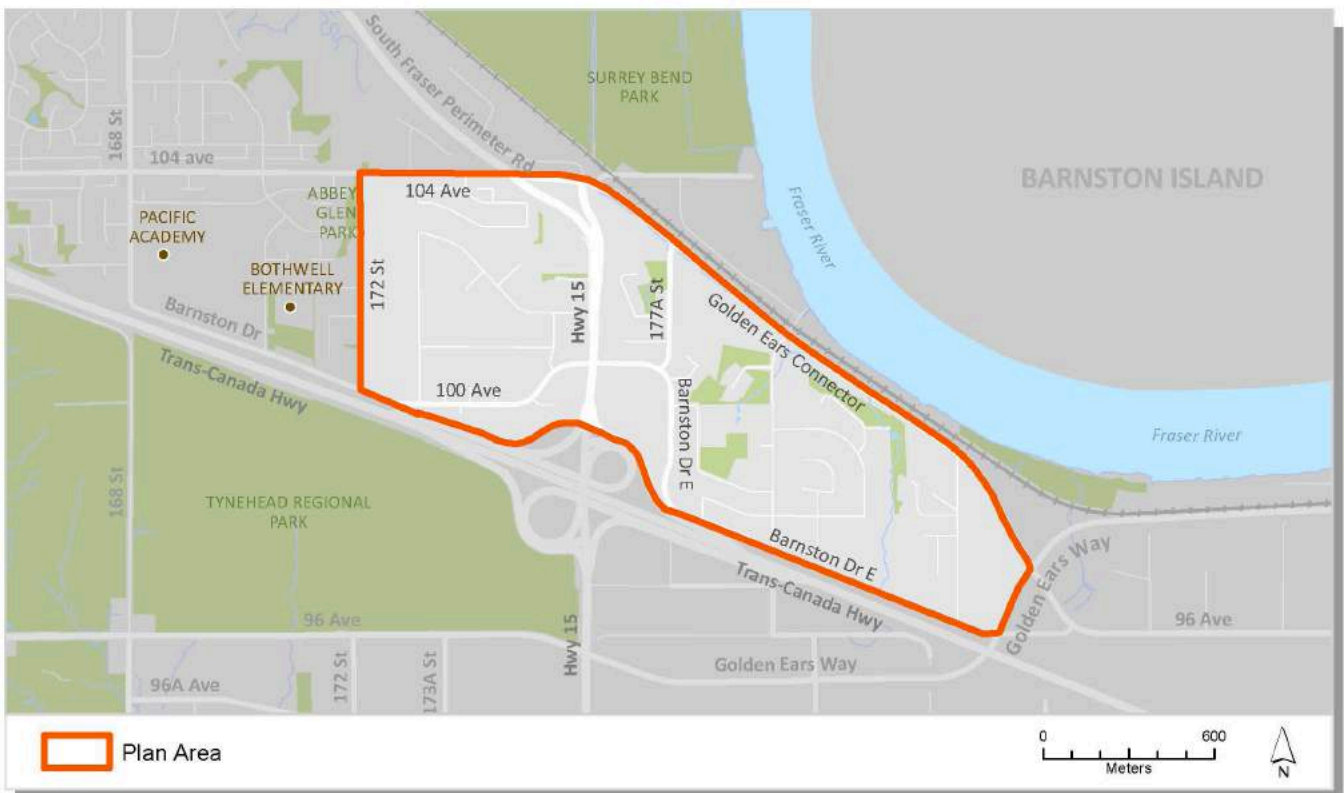 South Fraser Perimeter Rd
SURREY BEND
PARK
168 St
104 ave
BARNSTON ISLAND
ABBEY
GLEN
PARK
104 Ave
Fraser River
PACIFIC
ACADEMY
BOTHWELL
ELEMENTARY
172 St
Hwy 15
177A St
Golden Ears Connector
Barnston Dr
Trans-Canada Hwy
100 Ave
Barnston Dr E
Fraser River
168 St
TYNEHEAD REGIONAL
PARK
Barnston Dr E
Trans-Canada Hwy
Golden Ears Way
96 Ave
96 Ave
Hwy 15
172 St
173A St
Golden Ears Way
96A Ave
Plan Area
0 600
Meters
N